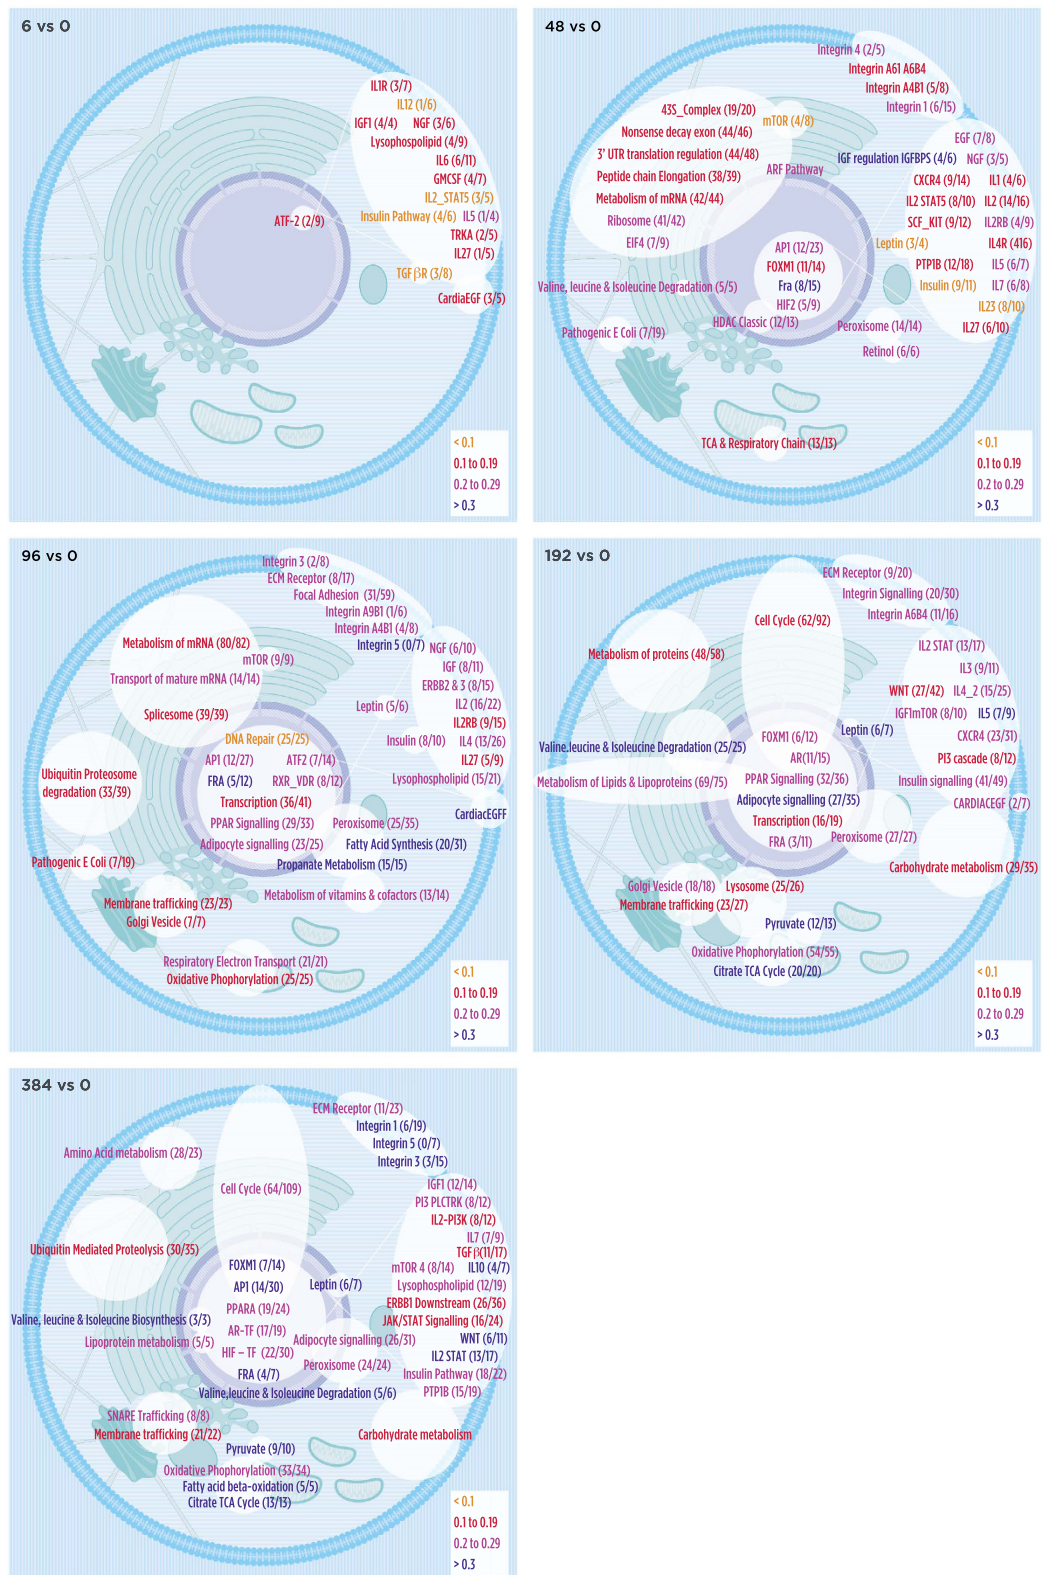 6 vs 0
IL1R (3/7)
IL12 (1/6)
IGF1 (4/4) NGF (3/6)
Lysophospolipid (4/9)
IL6 (6/11)
GMCSF (4/7)
IL2_STAT5 (3/5)
Insulin Pathway (4/6) IL5 (1/4)
ATF-2 (2/9)
TRKA (2/5)
IL27 (1/5)
TGFβR (3/8)
CardiaEGF (3/5)
< 0.1
0.1 to 0.19
0.2 to 0.29
> 0.3
48 vs 0
Integrin 4 (2/5)
Integrin A61 A6B4
Integrin A4B1 (5/8)
Integrin 1 (6/15)
43S_Complex (19/20)
mTOR (4/8)
Nonsense decay exon (44/46)
3' UTR translation regulation (44/48)
Peptide chain Elongation (38/39)
Metabolism of mRNA (42/44)
Ribosome (41/42)
EIF4 (7/9)
ARF Pathway
EGF (7/8)
IGF regulation IGFBPS (4/6) NGF (3/5)
CXCR4 (9/14) IL1 (4/6)
IL2 STAT5 (8/10) IL2 (14/16)
SCF_KIT (9/12) IL2RB (4/9)
Leptin (3/4) IL4R (416)
PTP1B (12/18) IL5 (6/7)
Insulin (9/11) IL7 (6/8)
IL23 (8/10)
IL27 (6/10)
AP1 (12/23)
FOXM1 (11/14)
Fra (8/15)
HIF2 (5/9)
HDAC Classic (12/13)
Valine, leucine & Isoleucine Degradation (5/5)
Pathogenic E Coli (7/19)
Peroxisome (14/14)
Retinol (6/6)
TCA & Respiratory Chain (13/13)
< 0.1
0.1 to 0.19
0.2 to 0.29
> 0.3
96 vs 0
Integrin 3 (2/8)
ECM Receptor (8/17)
Focal Adhesion (31/59)
Integrin A9B1 (1/6)
Integrin A4B1 (4/8)
Integrin 5 (0/7)
Metabolism of mRNA (80/82)
mTOR (9/9)
Transport of mature mRNA (14/14)
Splicesome (39/39)
NGF (6/10)
IGF (8/11)
ERBB2 & 3 (8/15)
Leptin (5/6) IL2 (16/22)
IL2RB (9/15)
Insulin (8/10) IL4 (13/26)
IL27 (5/9)
Lysophospholipid (15/21)
CardiacEGFF
DNA Repair (25/25)
AP1 (12/27) ATF2 (7/14)
FRA (5/12) RXR_VDR (8/12)
Transcription (36/41)
PPAR Signalling (29/33)
Adipocyte signalling (23/25)
Ubiquitin Proteosome
degradation (33/39)
Peroxisome (25/35)
Fatty Acid Synthesis (20/31)
Propanate Metabolism (15/15)
Pathogenic E Coli (7/19)
Metabolism of vitamins & cofactors (13/14)
Membrane trafficking (23/23)
Golgi Vesicle (7/7)
Respiratory Electron Transport (21/21)
Oxidative Phophorylation (25/25)
< 0.1
0.1 to 0.19
0.2 to 0.29
> 0.3
192 vs 0
ECM Receptor (9/20)
Integrin Signalling (20/30)
Integrin A6B4 (11/16)
Cell Cycle (62/92)
Metabolism of proteins (48/58)
IL2 STAT (13/17)
IL3 (9/11)
WNT (27/42) IL4_2 (15/25)
IGF1mTOR (8/10) IL5 (7/9)
Leptin (6/7)
CXCR4 (23/31)
PI3 cascade (8/12)
Insulin signalling (41/49)
CARDIACEGF (2/7)
FOXM1 (6/12)
AR(11/15)
PPAR Signalling (32/36)
Adipocyte signalling (27/35)
Transcription (16/19)
FRA (3/11)
Valine.leucine & Isoleucine Degradation (25/25)
Metabolism of Lipids & Lipoproteins (69/75)
Peroxisome (27/27)
Carbohydrate metabolism (29/35)
Golgi Vesicle (18/18) Lysosome (25/26)
Membrane trafficking (23/27)
Pyruvate (12/13)
Oxidative Phophorylation (54/55)
Citrate TCA Cycle (20/20)
< 0.1
0.1 to 0.19
0.2 to 0.29
> 0.3
384 vs 0
ECM Receptor (11/23)
Integrin 1 (6/19)
Integrin 5 (0/7)
Integrin 3 (3/15)
Amino Acid metabolism (28/23)
Cell Cycle (64/109)
Ubiquitin Mediated Proteolysis (30/35)
IGF1 (12/14)
PI3 PLCTRK (8/12)
IL2-PI3K (8/12)
IL7 (7/9)
TGFβ(11/17)
mTOR 4 (8/14) IL10 (4/7)
Lysophospholipid (12/19)
ERBB1 Downstream (26/36)
JAK/STAT Signalling (16/24)
WNT (6/11)
IL2 STAT (13/17)
Insulin Pathway (18/22)
PTP1B (15/19)
FOXM1 (7/14)
AP1 (14/30)
Leptin (6/7)
PPARA (19/24)
AR-TF (17/19)
HIF – TF (22/30)
FRA (4/7)
Valine, leucine & Isoleucine Biosynthesis (3/3)
Lipoprotein metabolism (5/5)
Adipocyte signalling (26/31)
Peroxisome (24/24)
Valine,leucine & Isoleucine Degradation (5/6)
SNARE Trafficking (8/8)
Membrane trafficking (21/22)
Carbohydrate metabolism
Pyruvate (9/10)
Oxidative Phophorylation (33/34)
Fatty acid beta-oxidation (5/5)
Citrate TCA Cycle (13/13)
< 0.1
0.1 to 0.19
0.2 to 0.29
> 0.3